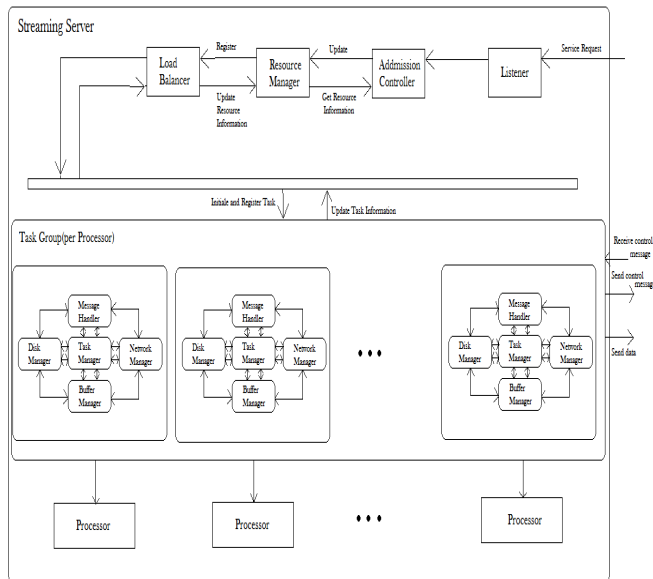 Streaming Server
Load
Balancer
Register
Resource
Manager
Update
Addmission
Controller
Listener
Service Request
Update
Resource
Information
Get Resource
Information
Initiale and Register Task
Update Task Information
Task Group(per Processor)
Receive control
message
Send control
messag
Send data
Message
Handler
Disk
Manager
Task
Manager
Network
Manager
Buffer
Manager
Message
Handler
Disk
Manager
Task
Manager
Network
Manager
Buffer
Manager
Message
Handler
Disk
Manager
Task
Manager
Network
Manager
Buffer
Manager
Processor
Processor
Processor